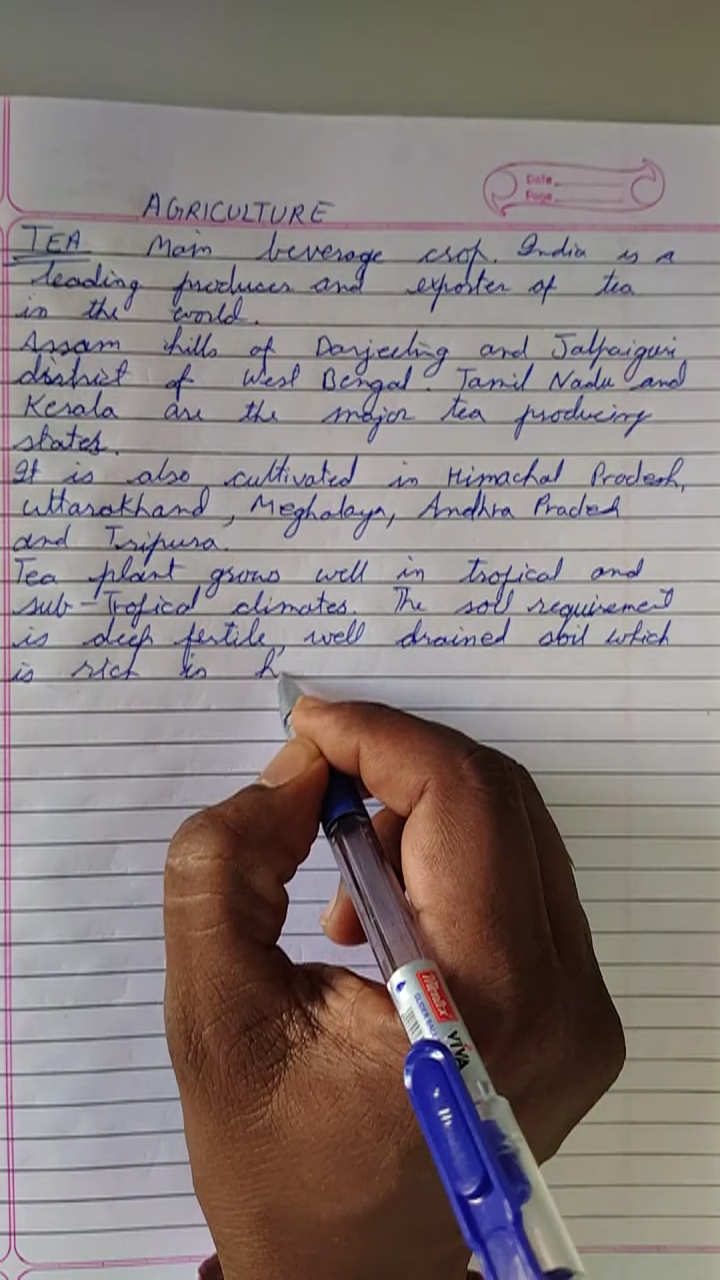 Date
Page
AGRICULTURE
TEA Main beverage crop. India is a
leading producer and exporter of tea
in the world.
Assam hills of Darjeeling and Jalpaiguri
district of West Bengal. Tamil Nadu and
Kerala are the major tea producing
states.
It is also cultivated in Himachal Pradesh,
Uttarakhand, Meghalaya, Andhra Pradesh
and Tripura.
Tea plant grows well in tropical and
sub-Tropical climates. The soil requirement
is deep fertile, well drained soil which
is rich in h
VIVA